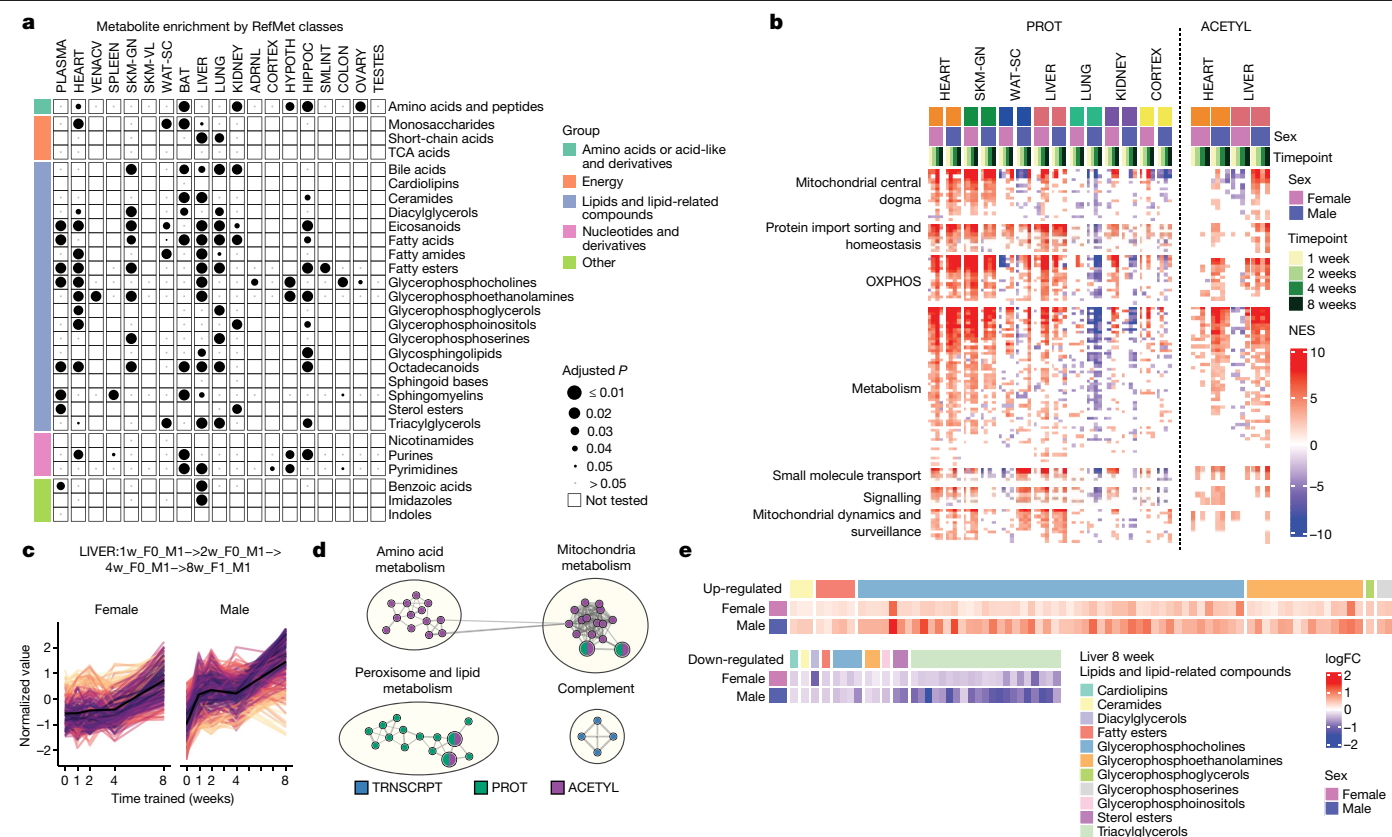 a
Metabolite enrichment by RefMet classes
PLASMA
HEART
VENACV
SPLEEN
SKM-GN
SKM-VL
WAT-SC
BAT
LIVER
LUNG
KIDNEY
ADRNL
CORTEX
HYPOTH
HIPPOC
SMLINT
COLON
OVARY
TESTES
Amino acids and peptides
Monosaccharides
Short-chain acids
TCA acids
Bile acids
Cardiolipins
Ceramides
Diacylglycerols
Eicosanoids
Fatty acids
Fatty amides
Fatty esters
Glycerophosphocholines
Glycerophosphoethanolamines
Glycerophosphoglycerols
Glycerophosphoinositols
Glycerophosphoserines
Glycosphingolipids
Octadecanoids
Sphingoid bases
Sphingomyelins
Sterol esters
Triacylglycerols
Nicotinamides
Purines
Pyrimidines
Benzoic acids
Imidazoles
Indoles
Group
Amino acids or acid-like
and derivatives
Energy
Lipids and lipid-related
compounds
Nucleotides and
derivatives
Other
Adjusted P
≤ 0.01
0.02
0.03
0.04
0.05
> 0.05
Not tested
b
PROT
ACETYL
HEART
SKM-GN
WAT-SC
LIVER
LUNG
KIDNEY
CORTEX
HEART
LIVER
Sex
Timepoint
Mitochondrial central
dogma
Protein import sorting and
homeostasis
OXPHOS
Metabolism
Small molecule transport
Signalling
Mitochondrial dynamics and
surveillance
Sex
Female
Male
Timepoint
1 week
2 weeks
4 weeks
8 weeks
NES
10
5
0
−5
−10
c
LIVER:1w_F0_M1−>2w_F0_M1−>
4w_F0_M1−>8w_F1_M1
Female
Male
Normalized value
2
1
0
−1
−2
0 1 2 4 8
0 1 2 4 8
Time trained (weeks)
d
Amino acid
metabolism
Mitochondria
metabolism
Peroxisome and lipid
metabolism
Complement
TRNSCRPT
PROT
ACETYL
e
Up-regulated
Female
Male
Down-regulated
Female
Male
Liver 8 week
Lipids and lipid-related compounds
Cardiolipins
Ceramides
Diacylglycerols
Fatty esters
Glycerophosphocholines
Glycerophosphoethanolamines
Glycerophosphoglycerols
Glycerophosphoserines
Glycerophosphoinositols
Sterol esters
Triacylglycerols
logFC
2
1
0
−1
−2
Sex
Female
Male